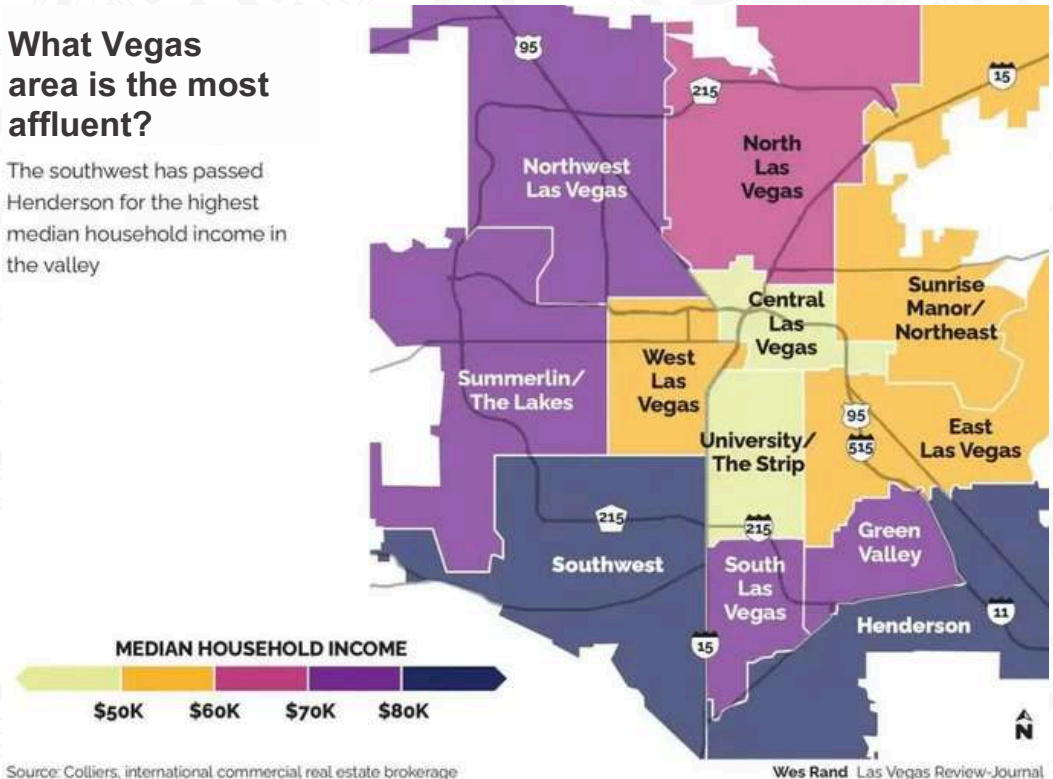 What Vegas
area is the most
affluent?
The southwest has passed
Henderson for the highest
median household income in
the valley
95
15
215
Northwest
Las Vegas
North
Las
Vegas
Central
Las
Vegas
Sunrise
Manor/
Northeast
Summerlin/
The Lakes
West
Las
Vegas
University/
The Strip
95
515
East
Las Vegas
215
215
Southwest
South
Las
Vegas
Green
Valley
15
Henderson
11
MEDIAN HOUSEHOLD INCOME
$50K $60K $70K $80K
N
Source: Colliers, international commercial real estate brokerage
Wes Rand Las Vegas Review-Journal